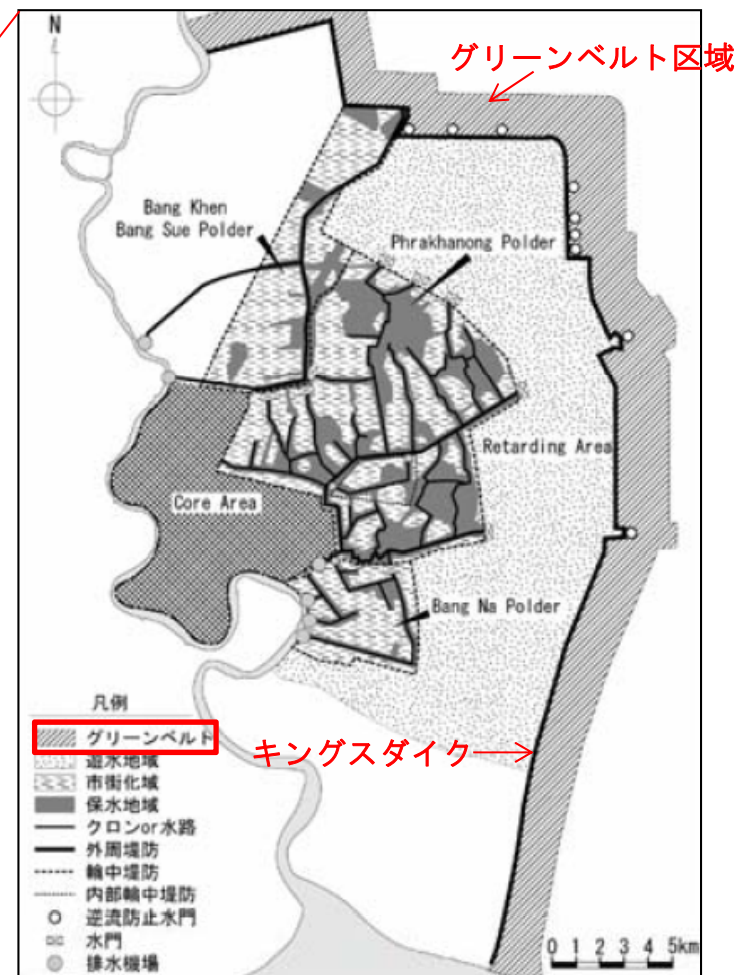 N
グリーンベルト区域
Bang Khen
Bang Sue Polder
Phrakhanong Polder
Retarding Area
Core Area
Bang Na Polder
キングスダイク
凡例
グリーンベルト
遊水地域
市街化域
保水地域
クロンor水路
外周堤防
輪中堤防
内部輪中堤防
逆流防止水門
水門
排水機場
0 1 2 3 4 5km